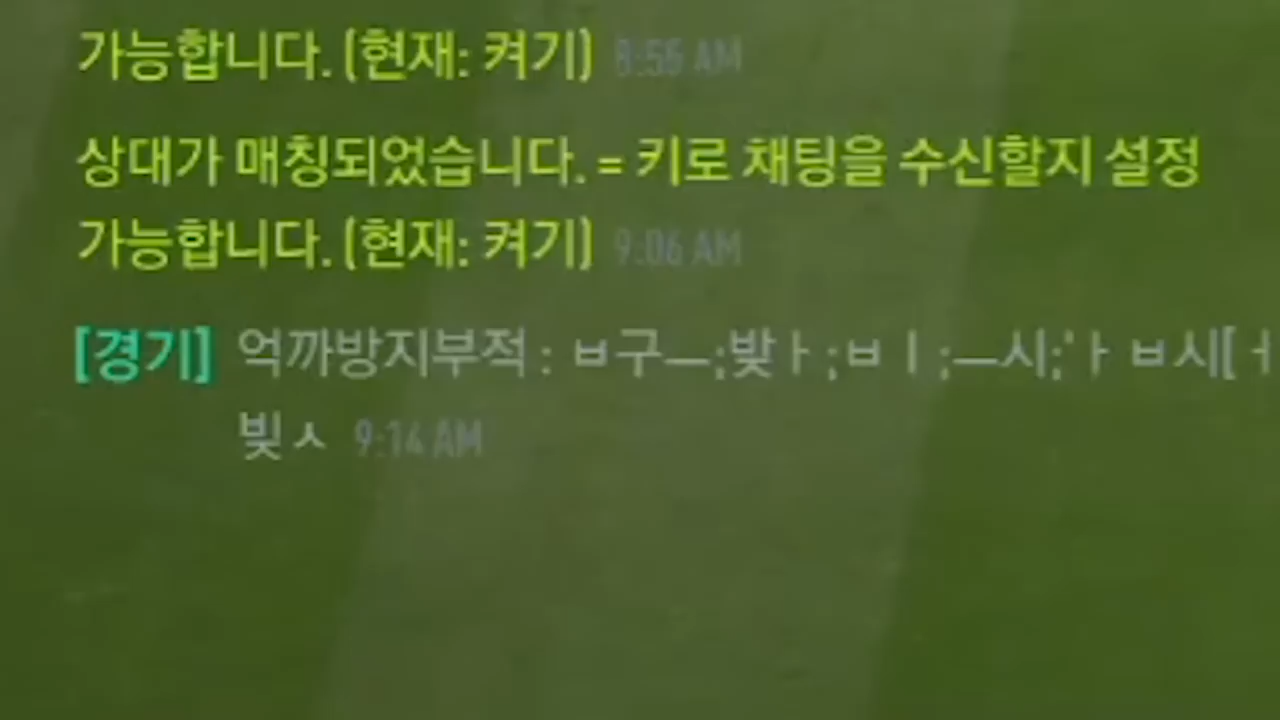 가능합니다. (현재: 켜기) 8:56 AM
상대가 매칭되었습니다. = 키로 채팅을 수신할지 설정
가능합니다. (현재: 켜기) 9:06 AM
[경기] 억까방지부적 : ㅂ구ㅡ;밪ㅏ;ㅂㅣ;ㅡ시;'ㅏ ㅂ시[ㅓ
빚ㅅ 9:14 AM